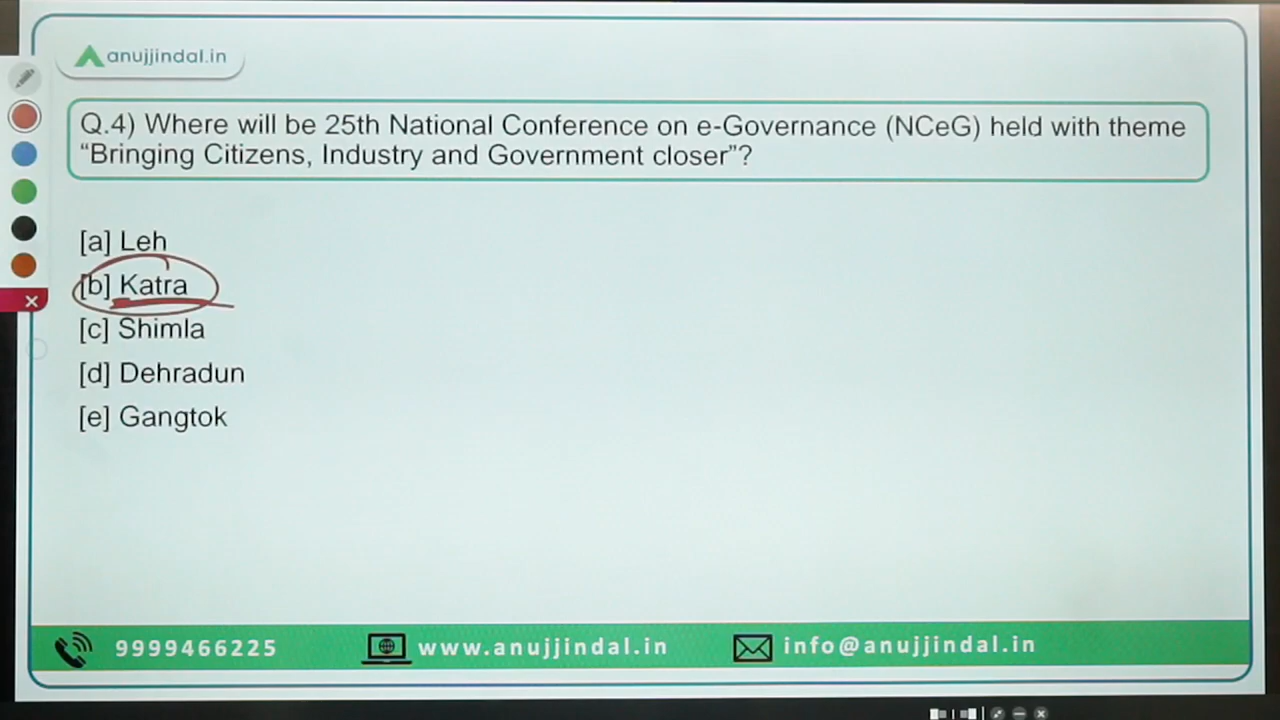 anujjindal.in
Q.4) Where will be 25th National Conference on e-Governance (NCeG) held with theme
“Bringing Citizens, Industry and Government closer”?
[a] Leh
[b] Katra
[c] Shimla
[d] Dehradun
[e] Gangtok
9999466225
www.anujjindal.in
info@anujjindal.in